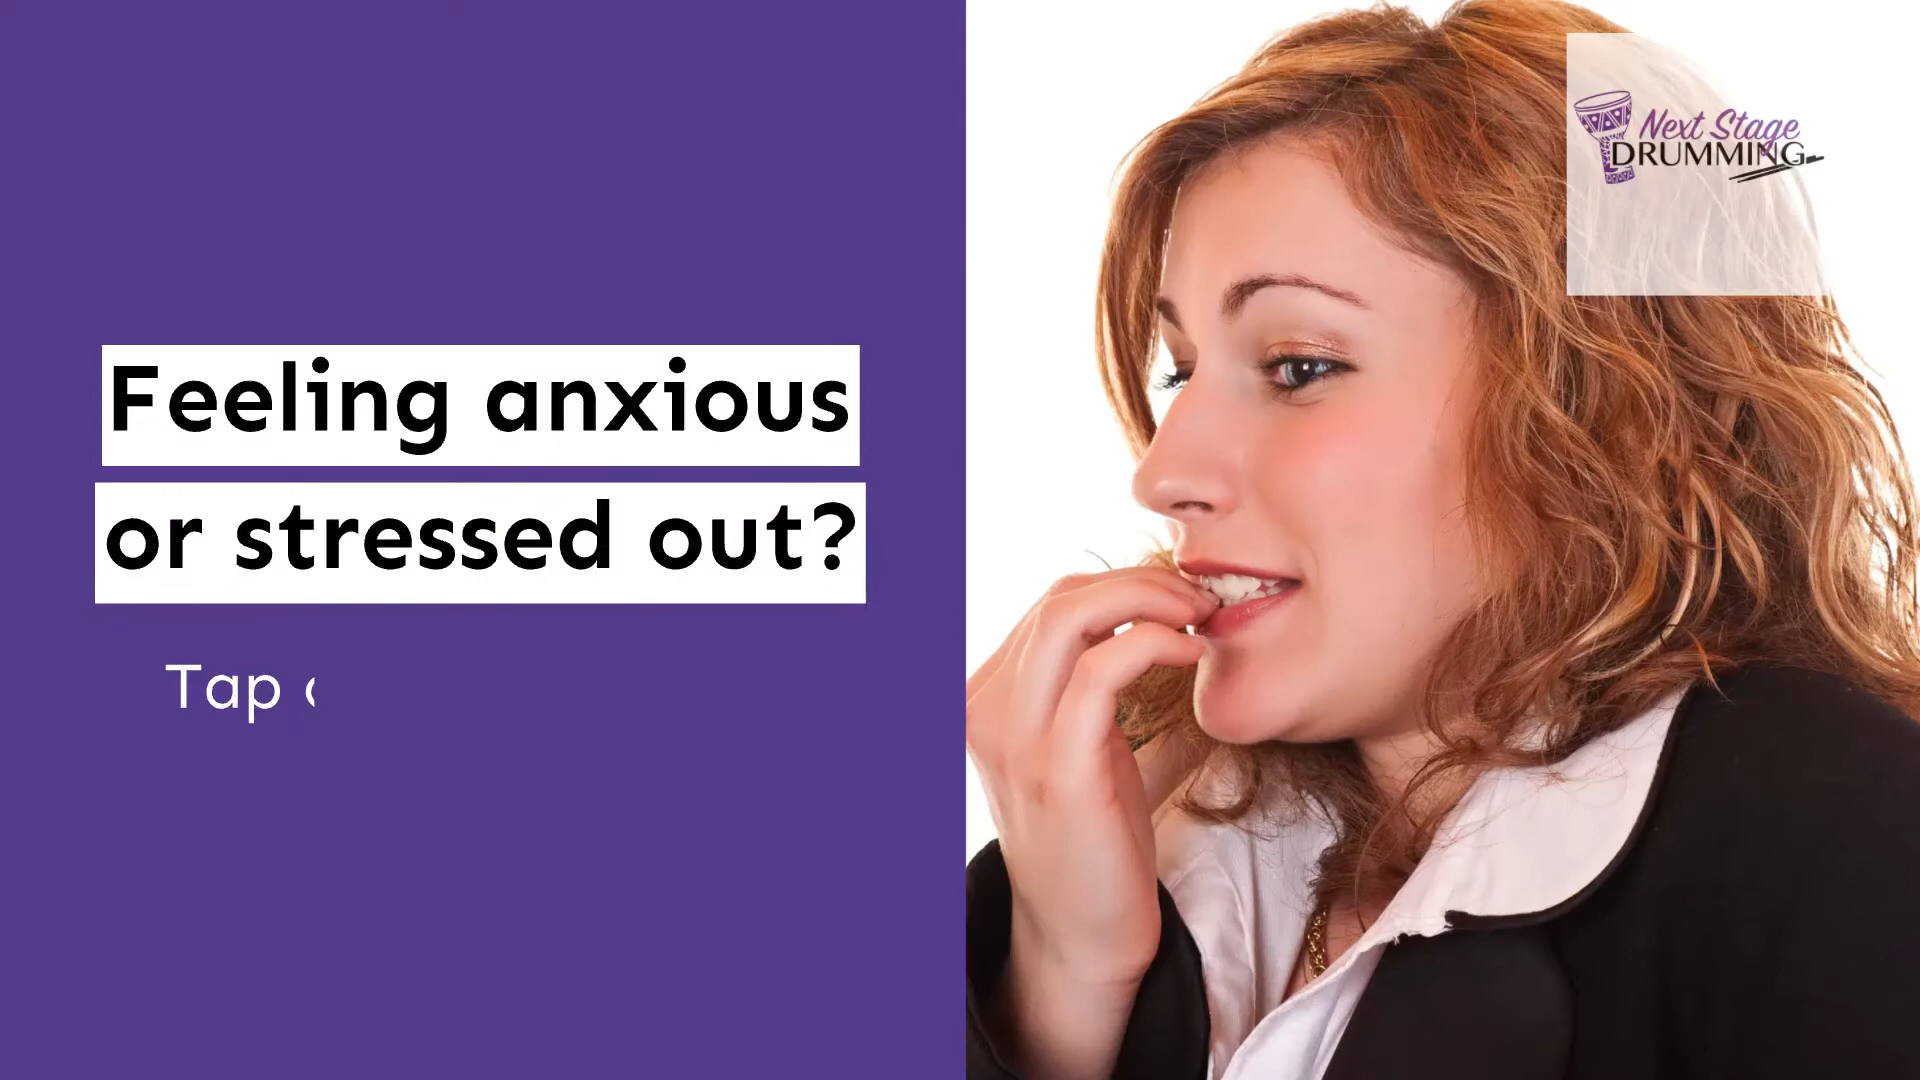 Feeling anxious
or stressed out?
Tap
Next Stage
DRUMMING